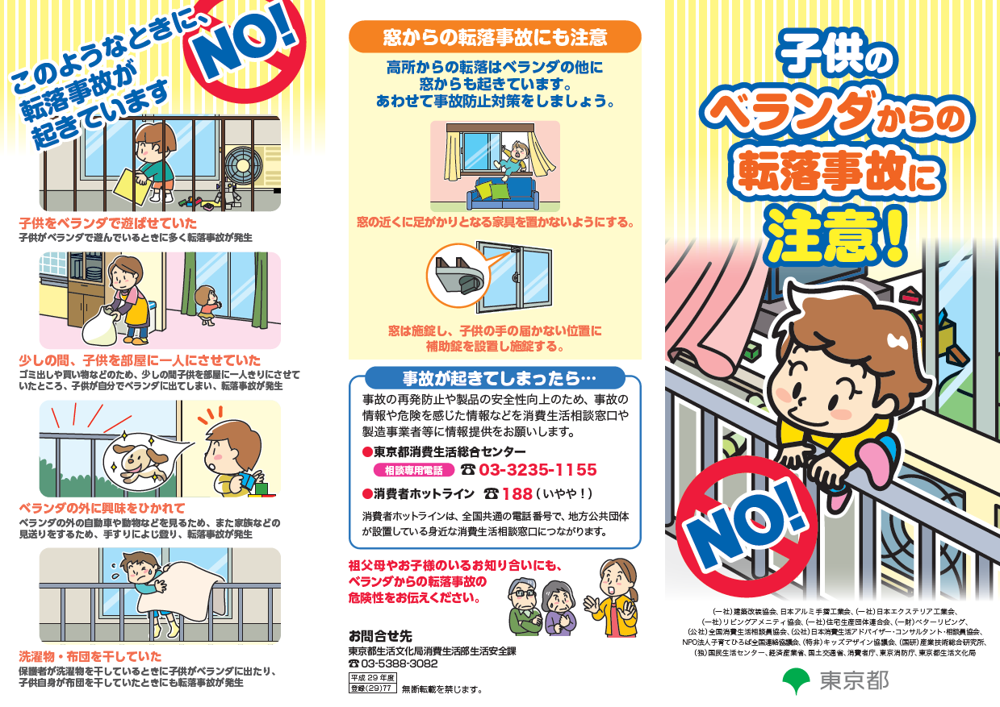 このようなときに、
転落事故が
起きています
NO!
子供をベランダで遊ばせていた
子供がベランダで遊んでいるときに多く転落事故が発生
少しの間、子供を部屋に一人にさせていた
ゴミ出しや買い物などのため、少しの間子供を部屋に一人きりにさせて
いたところ、子供が自分でベランダに出てしまい、転落事故が発生
ベランダの外に興味をひかれて
ベランダの外の自動車や動物などを見るため、また家族などの
見送りをするため、手すりによじ登り、転落事故が発生
洗濯物・布団を干していた
保護者が洗濯物を干しているときに子供がベランダに出たり、
子供自身が布団を干していたときにも転落事故が発生
窓からの転落事故にも注意
高所からの転落はベランダの他に
窓からも起きています。
あわせて事故防止対策をしましょう。
窓の近くに足がかりとなる家具を置かないようにする。
窓は施錠し、子供の手の届かない位置に
補助錠を設置し施錠する。
事故が起きてしまったら…
事故の再発防止や製品の安全性向上のため、事故の
情報や危険を感じた情報などを消費生活相談窓口や
製造事業者等に情報提供をお願いします。
●東京都消費生活総合センター
相談専用電話 ☎ 03-3235-1155
●消費者ホットライン ☎ 188（いやや！）
消費者ホットラインは、全国共通の電話番号で、地方公共団体
が設置している身近な消費生活相談窓口につながります。
祖父母やお子様のいるお知り合いにも、
ベランダからの転落事故の
危険性をお伝えください。
お問合せ先
東京都生活文化局消費生活部生活安全課
☎ 03-5388-3082
平成29年度
登録(29)77
無断転載を禁じます。
子供の
ベランダからの
転落事故に
注意！
NO!
(一社)建築改装協会、日本アルミ手摺工業会、(一社)日本エクステリア工業会、
(一社)リビングアメニティ協会、(一社)住宅生産団体連合会、(一財)ベターリビング、
(公社)全国消費生活相談員協会、(公社)日本消費生活アドバイザー・コンサルタント・相談員協会、
NPO法人子育てひろば全国連絡協議会、(特非)キッズデザイン協議会、(国研)産業技術総合研究所、
(独)国民生活センター、経済産業省、国土交通省、消費者庁、東京消防庁、東京都生活文化局
東京都